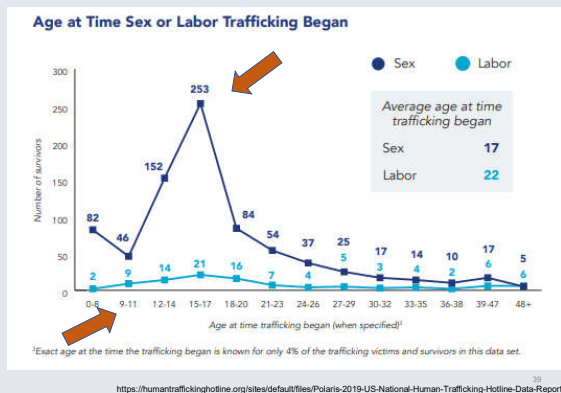 Age at Time Sex or Labor Trafficking Began
Sex Labor
Average age at time
trafficking began
Sex 17
Labor 22
Number of survivors
300
250
200
150
100
50
0
82 46 152 253 84 54 37 25 17 14 10 17 5
2 9 14 21 16 7 4 5 3 4 2 6 6
0-8 9-11 12-14 15-17 18-20 21-23 24-26 27-29 30-32 33-35 36-38 39-47 48+
Age at time trafficking began (when specified)¹
¹Exact age at the time the trafficking began is known for only 4% of the trafficking victims and survivors in this data set.
39
https://humantraffickinghotline.org/sites/default/files/Polaris-2019-US-National-Human-Trafficking-Hotline-Data-Report